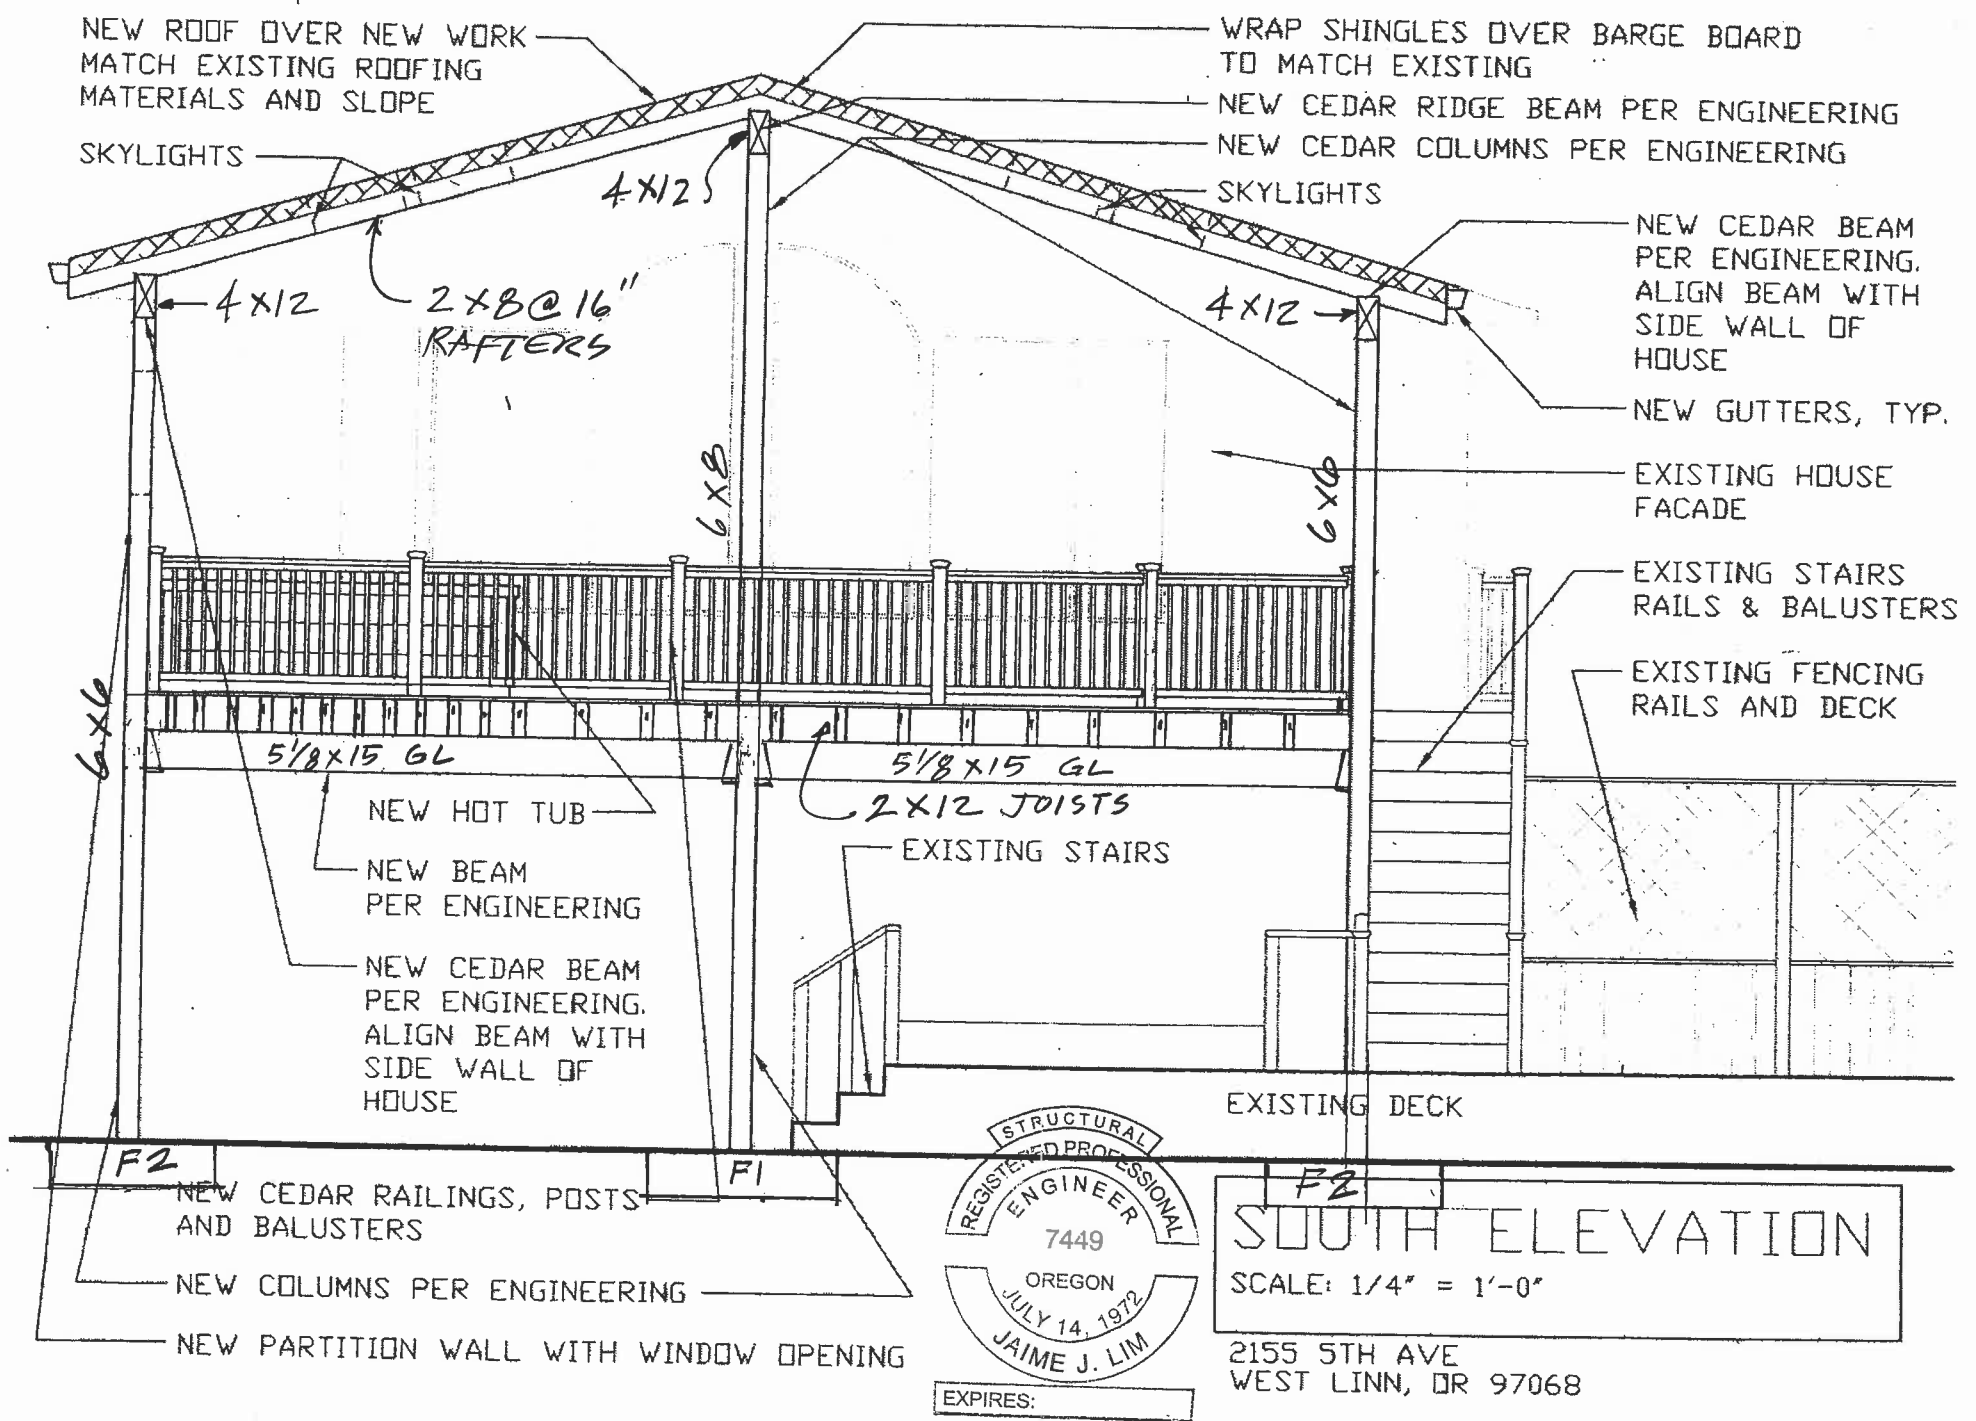 NEW ROOF OVER NEW WORK
MATCH EXISTING ROOFING
MATERIALS AND SLOPE
SKYLIGHTS
WRAP SHINGLES OVER BARGE BOARD
TO MATCH EXISTING
NEW CEDAR RIDGE BEAM PER ENGINEERING
NEW CEDAR COLUMNS PER ENGINEERING
SKYLIGHTS
NEW CEDAR BEAM
PER ENGINEERING.
ALIGN BEAM WITH
SIDE WALL OF
HOUSE
NEW GUTTERS, TYP.
EXISTING HOUSE
FACADE
EXISTING STAIRS
RAILS & BALUSTERS
EXISTING FENCING
RAILS AND DECK
4X12
4X12
2X8@16"
RAFTERS
4X12
6X8
6X6
6X6
5 1/8X15 GL
5 1/8X15 GL
2X12 JOISTS
NEW HOT TUB
EXISTING STAIRS
NEW BEAM
PER ENGINEERING
NEW CEDAR BEAM
PER ENGINEERING.
ALIGN BEAM WITH
SIDE WALL OF
HOUSE
EXISTING DECK
F2
F1
F2
NEW CEDAR RAILINGS, POSTS
AND BALUSTERS
NEW COLUMNS PER ENGINEERING
NEW PARTITION WALL WITH WINDOW OPENING
STRUCTURAL
REGISTERED PROFESSIONAL
ENGINEER
7449
OREGON
JULY 14, 1972
JAIME J. LIM
EXPIRES:
SOUTH ELEVATION
SCALE: 1/4" = 1'-0"
2155 5TH AVE
WEST LINN, OR 97068